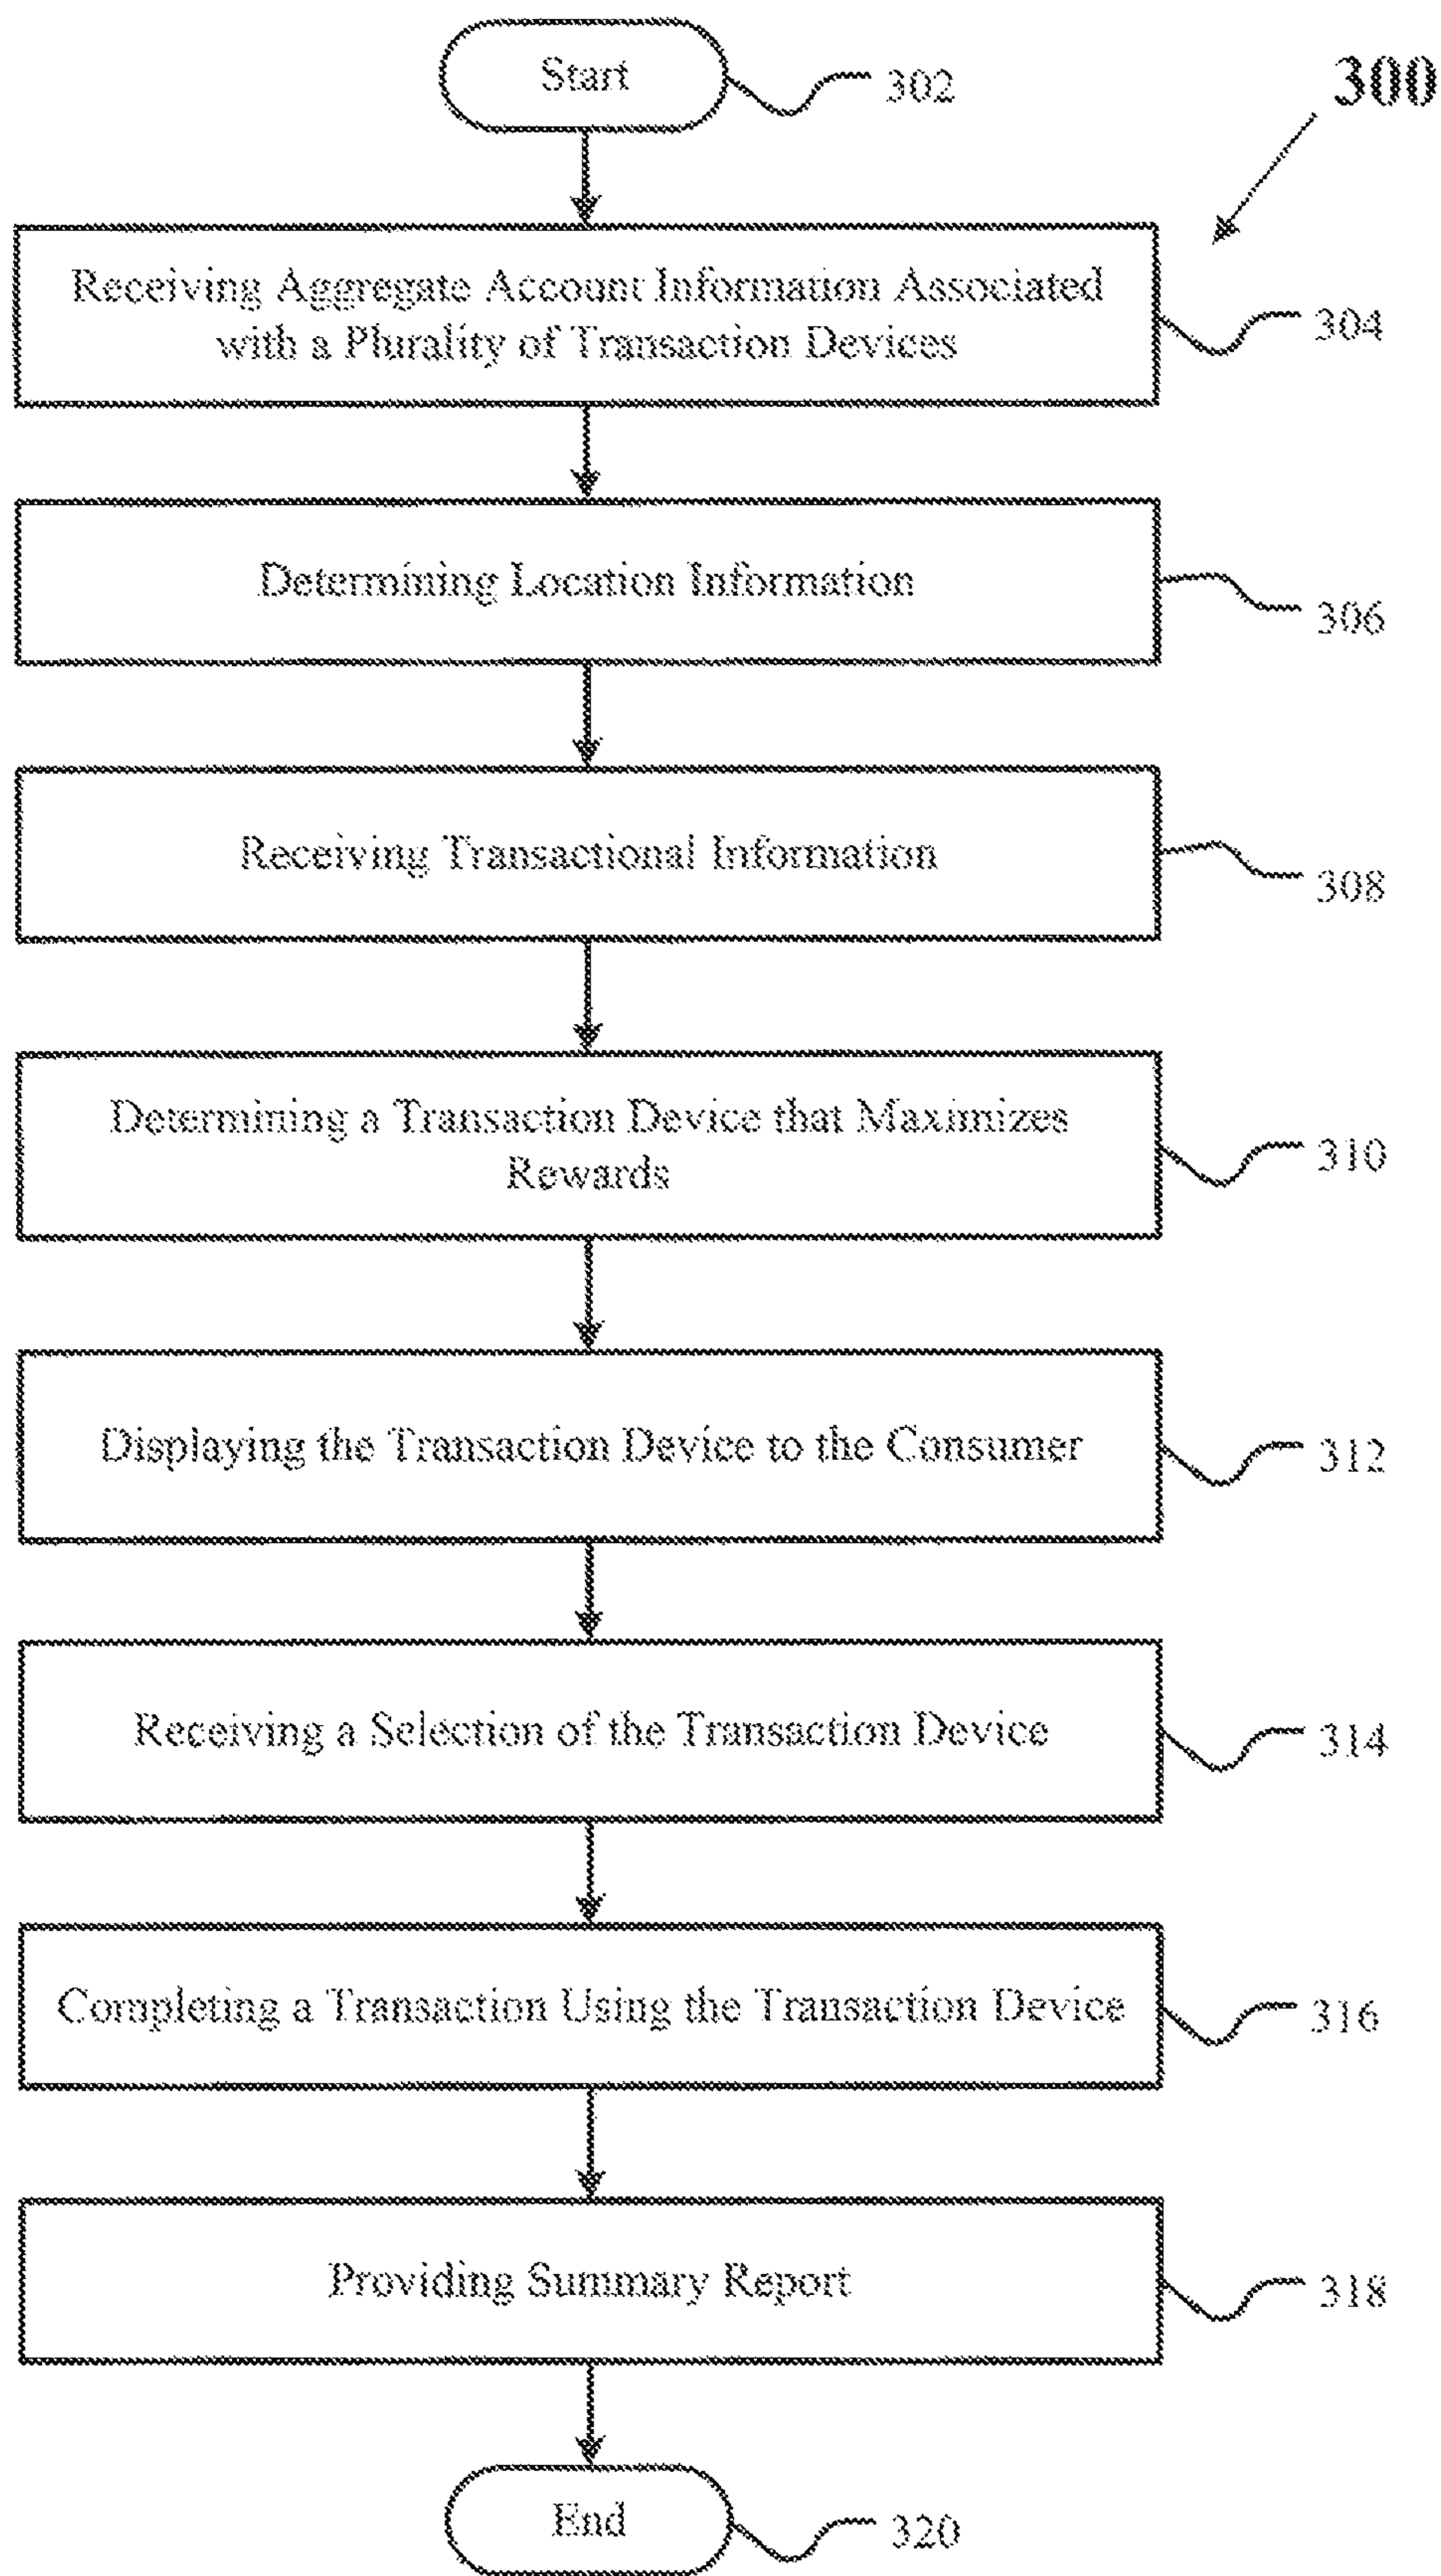 Start
302
300
Receiving Aggregate Account Information Associated
with a Plurality of Transaction Devices
304
Determining Location Information
306
Receiving Transactional Information
308
Determining a Transaction Device that Maximizes
Rewards
310
Displaying the Transaction Device to the Consumer
312
Receiving a Selection of the Transaction Device
314
Completing a Transaction Using the Transaction Device
316
Providing Summary Report
318
End
320